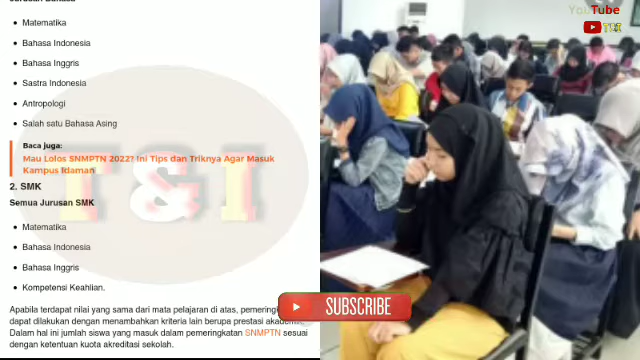 YouTube
T&I
Matematika
Bahasa Indonesia
Bahasa Inggris
Sastra Indonesia
Antropologi
Salah satu Bahasa Asing
Baca juga:
Mau Lolos SNMPTN 2022? Ini Tips dan Triknya Agar Masuk
Kampus Idaman
2. SMK
Semua Jurusan SMK
Matematika
Bahasa Indonesia
Bahasa Inggris
Kompetensi Keahlian.
Apabila terdapat nilai yang sama dari mata pelajaran di atas,
dapat dilakukan dengan menambahkan kriteria lain berupa prestasi
Dalam hal ini jumlah siswa yang masuk dalam pemeringkatan SNMPTN sesuai
dengan ketentuan kuota akreditasi sekolah.
T&I
SUBSCRIBE